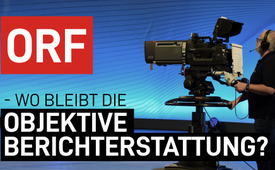 ORF
- WO BLEIBT DIE
OBJEKTIVE
BERICHTERSTATTUNG?